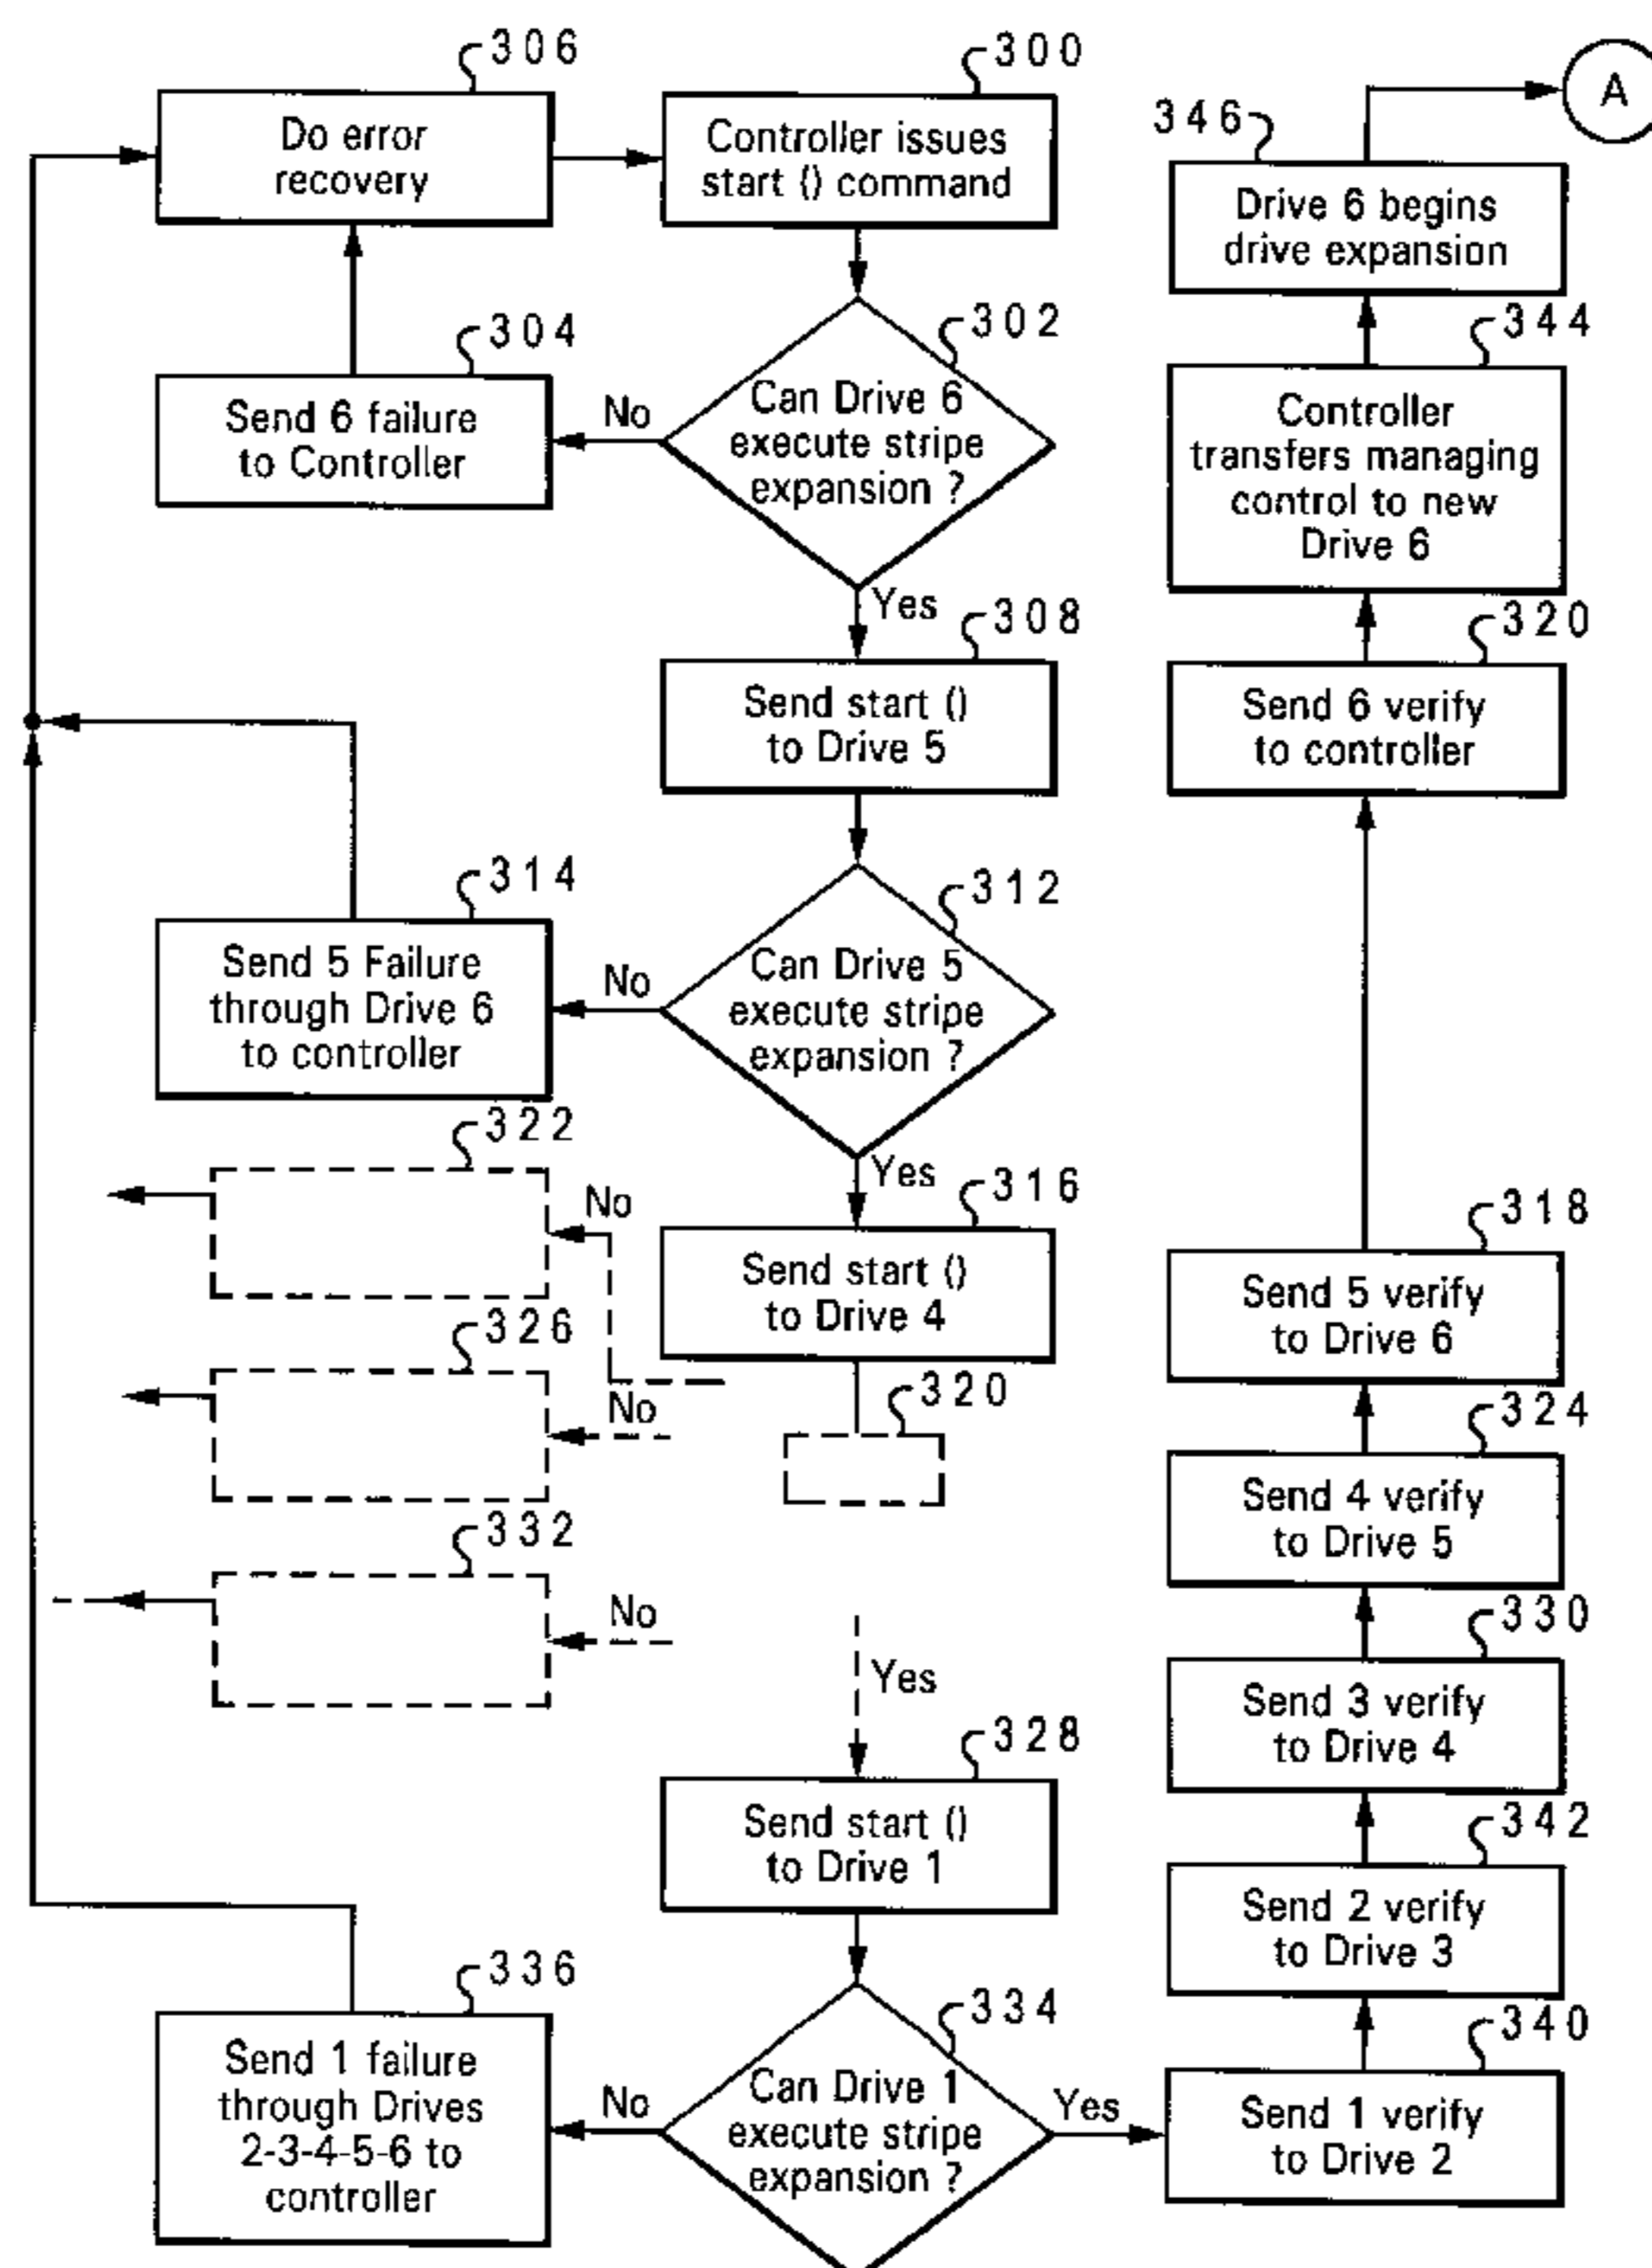 306
Do error
recovery
300
Controller issues
start () command
A
346
Drive 6 begins
drive expansion
304
Send 6 failure
to Controller
No
302
Can Drive 6
execute stripe
expansion ?
Yes
344
Controller
transfers managing
control to new
Drive 6
308
Send start ()
to Drive 5
320
Send 6 verify
to controller
314
Send 5 Failure
through Drive 6
to controller
No
312
Can Drive 5
execute stripe
expansion ?
Yes
322
No
316
Send start ()
to Drive 4
318
Send 5 verify
to Drive 6
326
No
320
324
Send 4 verify
to Drive 5
332
No
Yes
330
Send 3 verify
to Drive 4
328
Send start ()
to Drive 1
342
Send 2 verify
to Drive 3
336
Send 1 failure
through Drives
2-3-4-5-6 to
controller
No
334
Can Drive 1
execute stripe
expansion ?
Yes
340
Send 1 verify
to Drive 2